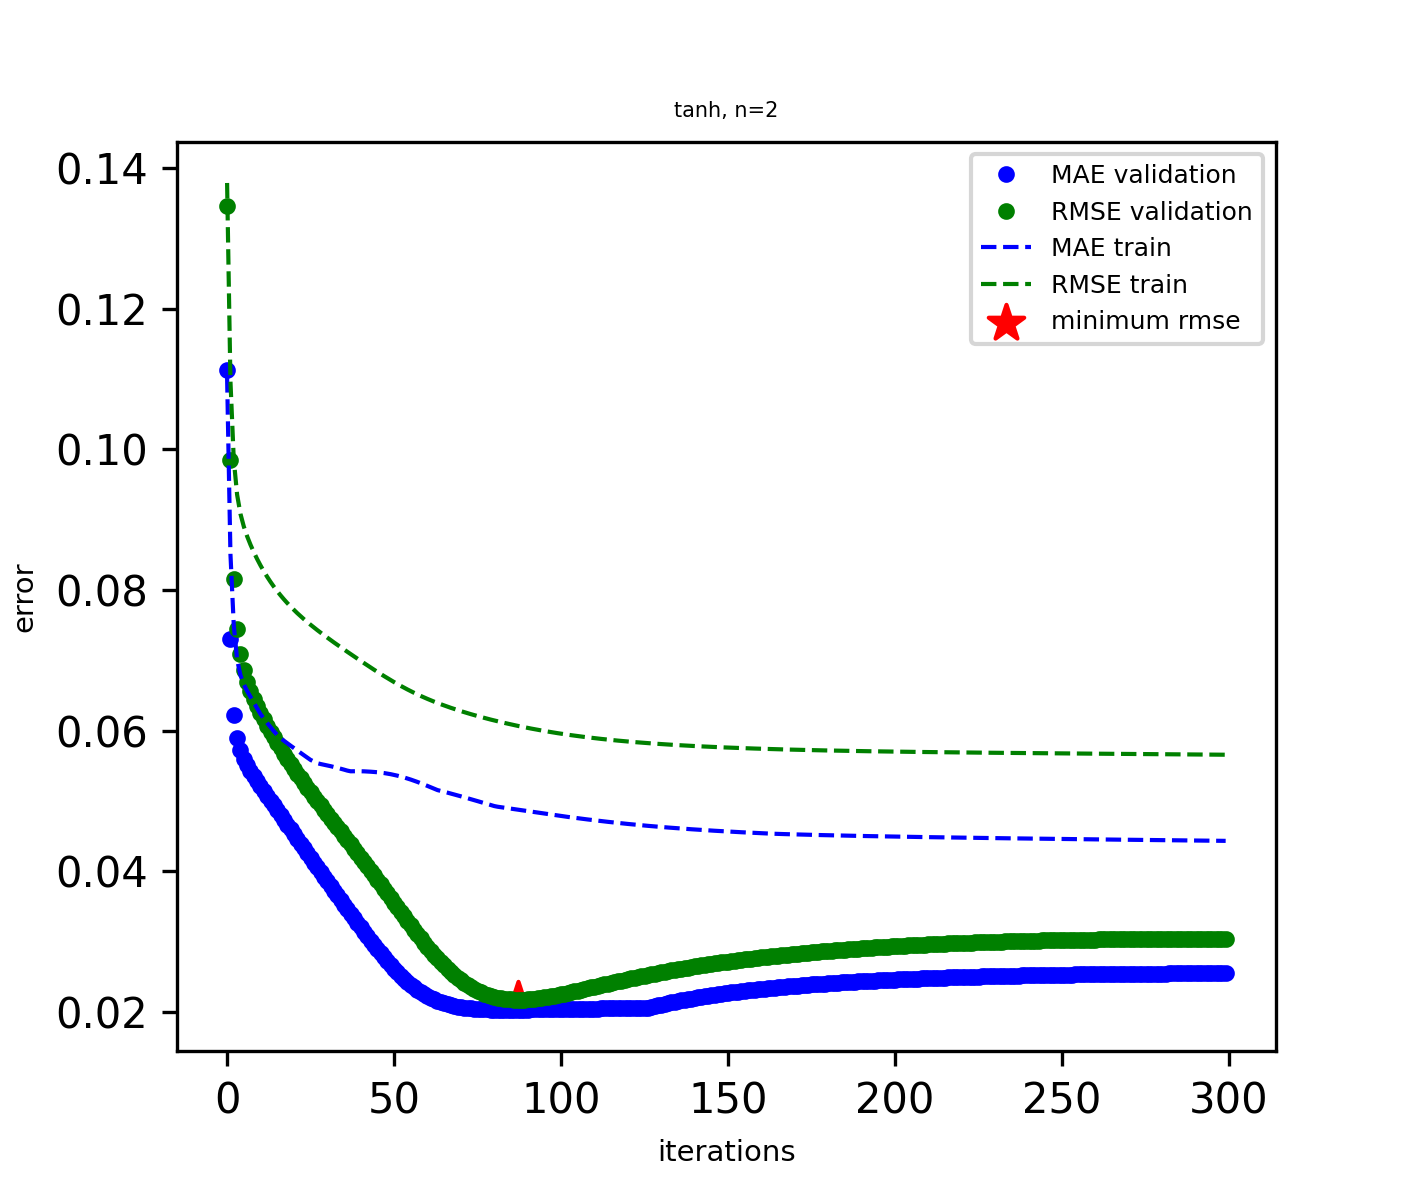 tanh, n=2
0.14
0.12
0.10
0.08
0.06
0.04
0.02
error
MAE validation
RMSE validation
MAE train
RMSE train
minimum rmse
0 50 100 150 200 250 300
iterations